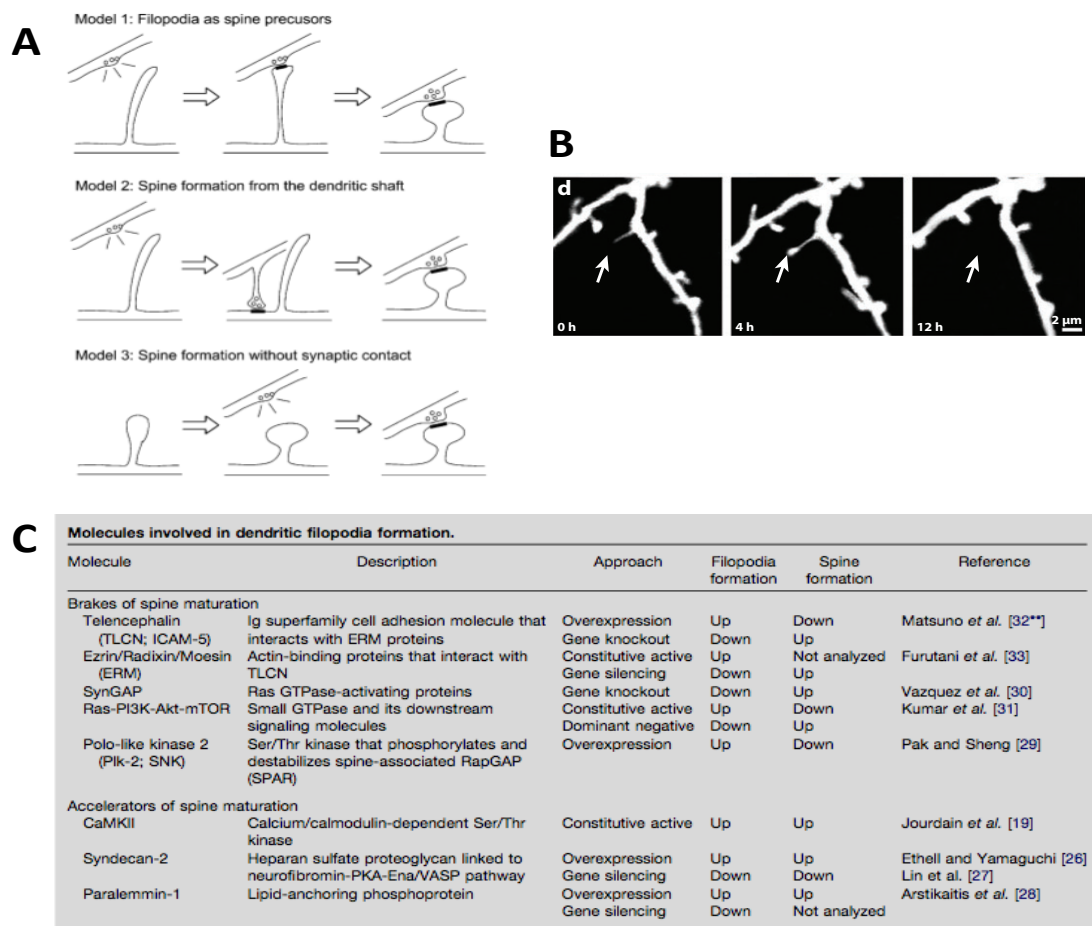 A
Model 1: Filopodia as spine precusors
Model 2: Spine formation from the dendritic shaft
Model 3: Spine formation without synaptic contact
B
d
0 h
4 h
12 h
2 µm
C
Molecules involved in dendritic filopodia formation.
Molecule Description Approach Filopodia formation Spine formation Reference
Brakes of spine maturation
Telencephalin Ig superfamily cell adhesion molecule that Overexpression Up Down Matsuno et al. [32••]
(TLCN; ICAM-5) interacts with ERM proteins Gene knockout Down Up
Ezrin/Radixin/Moesin Actin-binding proteins that interact with Constitutive active Up Not analyzed Furutani et al. [33]
(ERM) TLCN Gene silencing Down Up
SynGAP Ras GTPase-activating proteins Gene knockout Down Up Vazquez et al. [30]
Ras-PI3K-Akt-mTOR Small GTPase and its downstream Constitutive active Up Down Kumar et al. [31]
signaling molecules Dominant negative Down Up
Polo-like kinase 2 Ser/Thr kinase that phosphorylates and Overexpression Up Down Pak and Sheng [29]
(Plk-2; SNK) destabilizes spine-associated RapGAP
(SPAR)
Accelerators of spine maturation
CaMKII Calcium/calmodulin-dependent Ser/Thr Constitutive active Up Up Jourdain et al. [19]
kinase
Syndecan-2 Heparan sulfate proteoglycan linked to Overexpression Up Up Ethell and Yamaguchi [26]
neurofibromin-PKA-Ena/VASP pathway Gene silencing Down Down Lin et al. [27]
Paralemmin-1 Lipid-anchoring phosphoprotein Overexpression Up Up Arstikaitis et al. [28]
Gene silencing Down Not analyzed